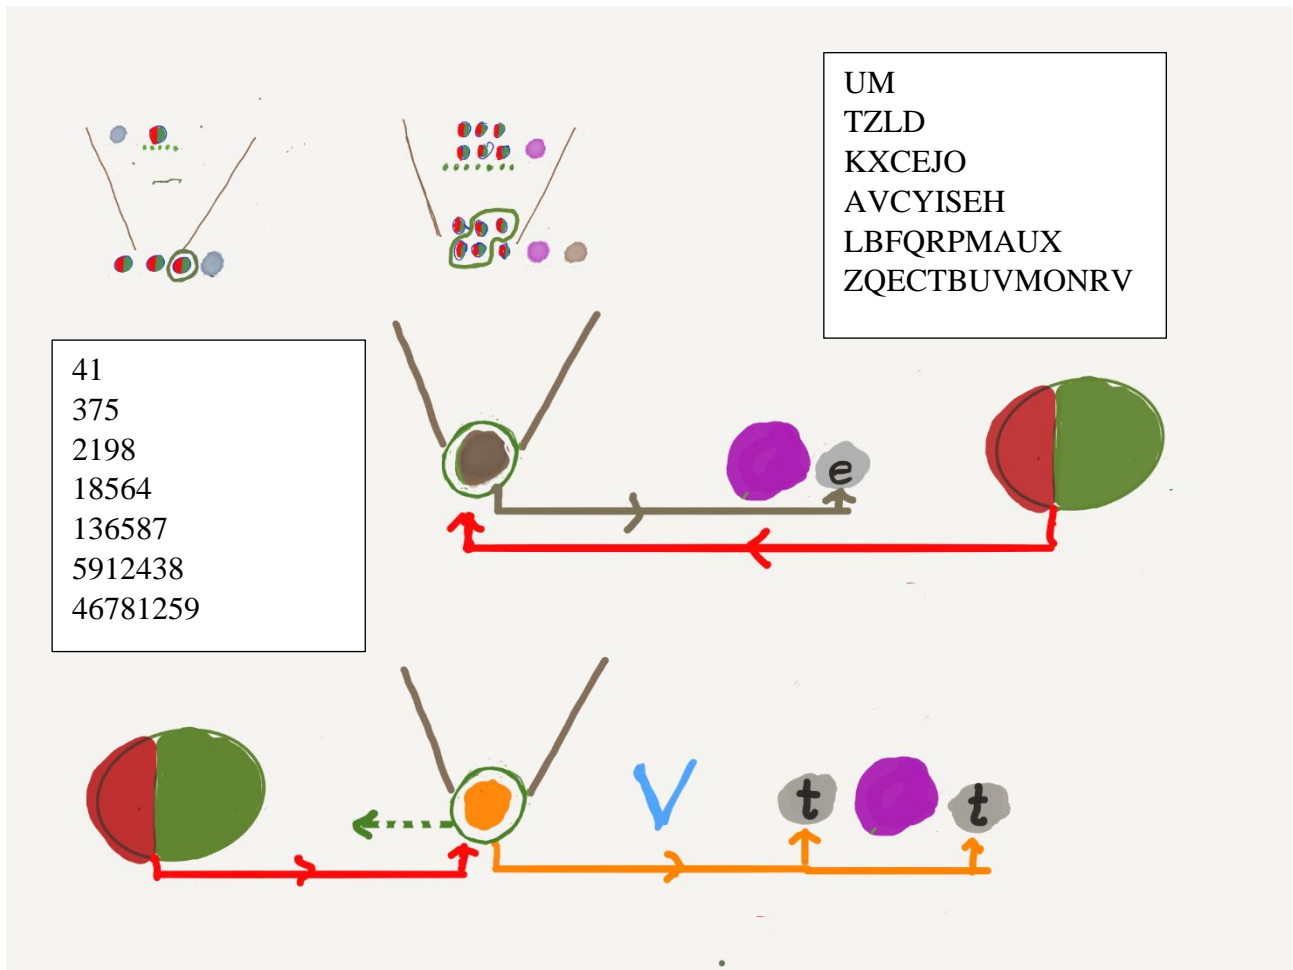 UM
TZLD
KXCEJO
AVCYISEH
LBFQRPMAUX
ZQECTBUVMONRV
41
375
2198
18564
136587
5912438
46781259
e
V
t
t